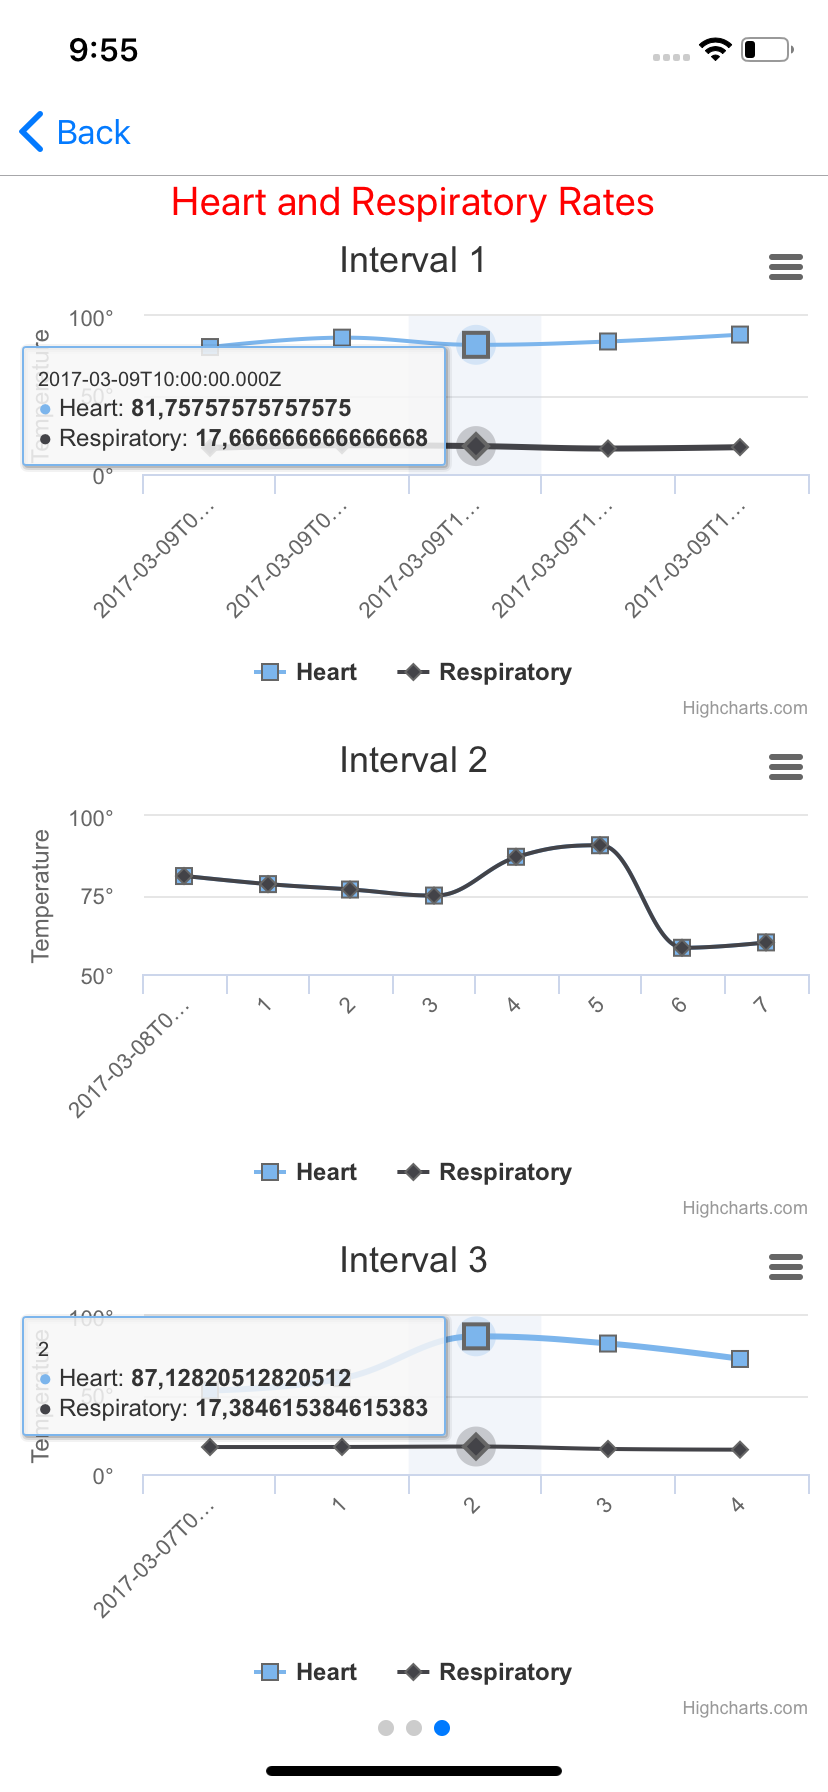 9:55
Back
Heart and Respiratory Rates
Interval 1
100°
50°
0°
Temperature
2017-03-09T10:00:00.000Z
Heart: 81,75757575757575
Respiratory: 17,666666666666668
2017-03-09T0…
2017-03-09T0…
2017-03-09T1…
2017-03-09T1…
2017-03-09T1…
Heart
Respiratory
Highcharts.com
Interval 2
100°
75°
50°
Temperature
2017-03-08T0…
1
2
3
4
5
6
7
Heart
Respiratory
Highcharts.com
Interval 3
100°
50°
0°
Temperature
2
Heart: 87,12820512820512
Respiratory: 17,384615384615383
2017-03-07T0…
1
2
3
4
Heart
Respiratory
Highcharts.com